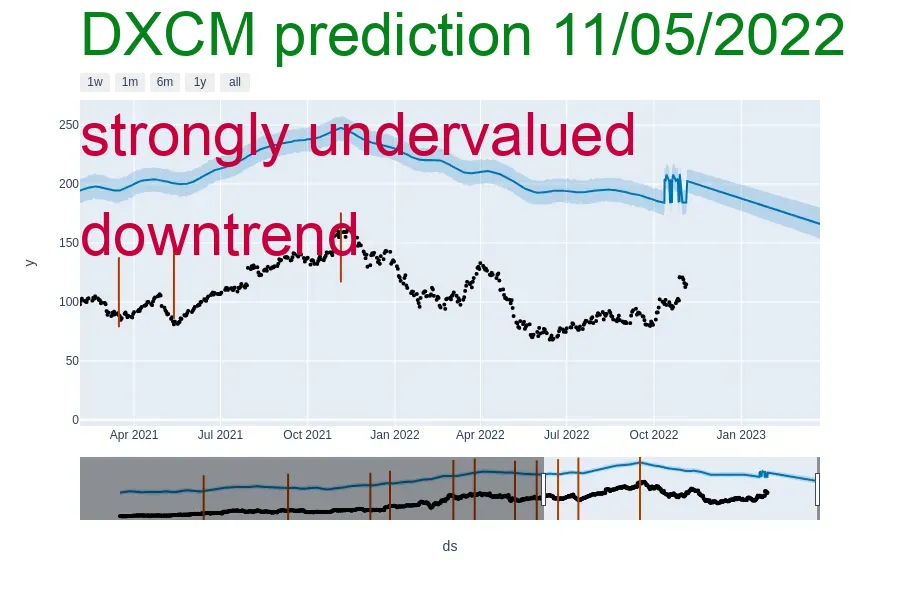 DXCM prediction 11/05/2022
1w 1m 6m 1y all
strongly undervalued
downtrend
250
200
150
100
50
0
y
Apr 2021 Jul 2021 Oct 2021 Jan 2022 Apr 2022 Jul 2022 Oct 2022 Jan 2023
ds